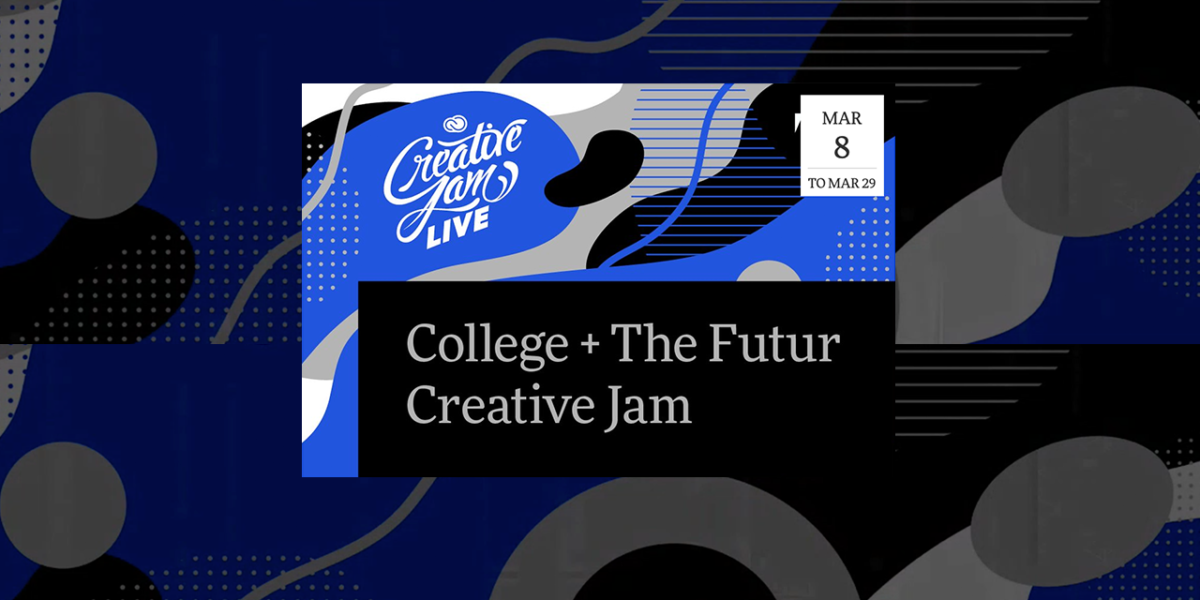 Creative
Jam
LIVE
MAR
8
TO MAR 29
College + The Futur
Creative Jam